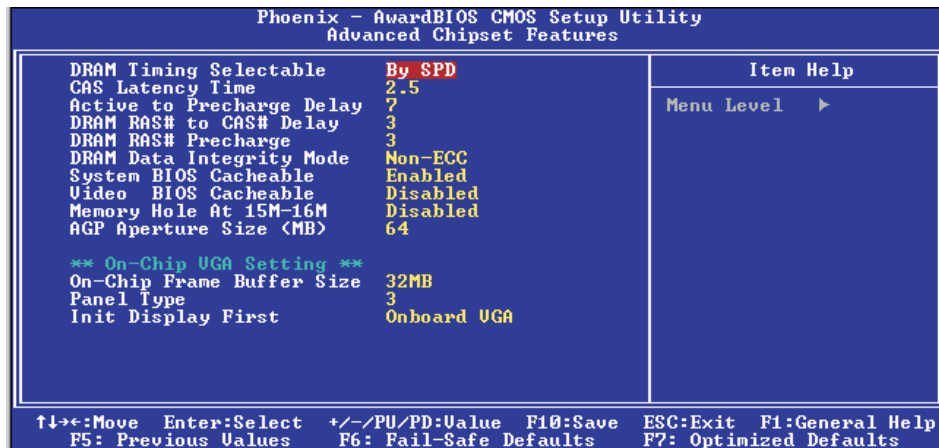 Phoenix - AwardBIOS CMOS Setup Utility
Advanced Chipset Features
DRAM Timing Selectable By SPD
CAS Latency Time 2.5
Active to Precharge Delay 7
DRAM RAS# to CAS# Delay 3
DRAM RAS# Precharge 3
DRAM Data Integrity Mode Non-ECC
System BIOS Cacheable Enabled
Video BIOS Cacheable Disabled
Memory Hole At 15M-16M Disabled
AGP Aperture Size (MB) 64
** On-Chip VGA Setting **
On-Chip Frame Buffer Size 32MB
Panel Type 3
Init Display First Onboard VGA
Item Help
Menu Level ▶
↑↓→←:Move Enter:Select +/-/PU/PD:Value F10:Save ESC:Exit F1:General Help
F5: Previous Values F6: Fail-Safe Defaults F7: Optimized Defaults